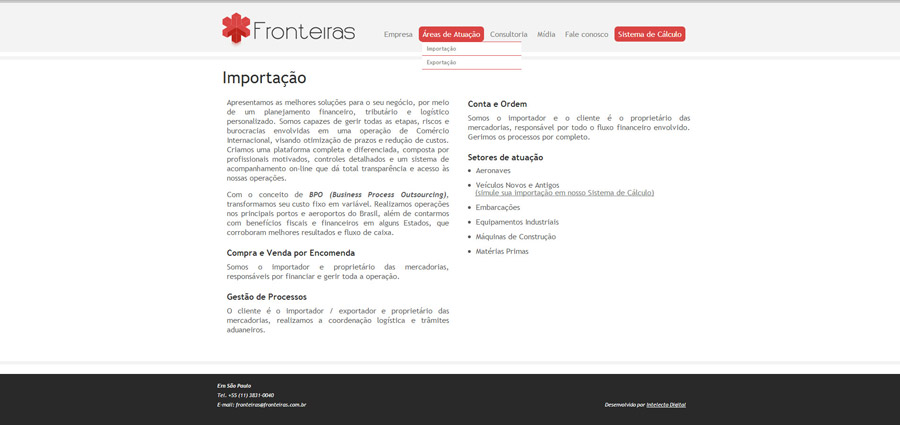 Fronteiras
Empresa Áreas de Atuação Consultoria Mídia Fale conosco Sistema de Cálculo
Importação
Exportação
Importação
Apresentamos as melhores soluções para o seu negócio, por meio
de um planejamento financeiro, tributário e logístico
personalizado. Somos capazes de gerir todas as etapas, riscos e
burocracias envolvidas em uma operação de Comércio
Internacional, visando otimização de prazos e redução de custos.
Criamos uma plataforma completa e diferenciada, composta por
profissionais motivados, controles detalhados e um sistema de
acompanhamento on-line que dá total transparência e acesso às
nossas operações.
Com o conceito de BPO (Business Process Outsourcing),
transformamos seu custo fixo em variável. Realizamos operações
nos principais portos e aeroportos do Brasil, além de contarmos
com benefícios fiscais e financeiros em alguns Estados, que
corroboram melhores resultados e fluxo de caixa.
Compra e Venda por Encomenda
Somos o importador e proprietário das mercadorias,
responsáveis por financiar e gerir toda a operação.
Gestão de Processos
O cliente é o importador / exportador e proprietário das
mercadorias, realizamos a coordenação logística e trâmites
aduaneiros.
Conta e Ordem
Somos o importador e o cliente é o proprietário das
mercadorias, responsável por todo o fluxo financeiro envolvido.
Gerimos os processos por completo.
Setores de atuação
Aeronaves
Veículos Novos e Antigos
(simule sua importação em nosso Sistema de Cálculo)
Embarcações
Equipamentos Industriais
Máquinas de Construção
Matérias Primas
Em São Paulo
Tel. +55 (11) 3831-0040
E-mail: fronteiras@fronteiras.com.br
Desenvolvido por Intelecto Digital